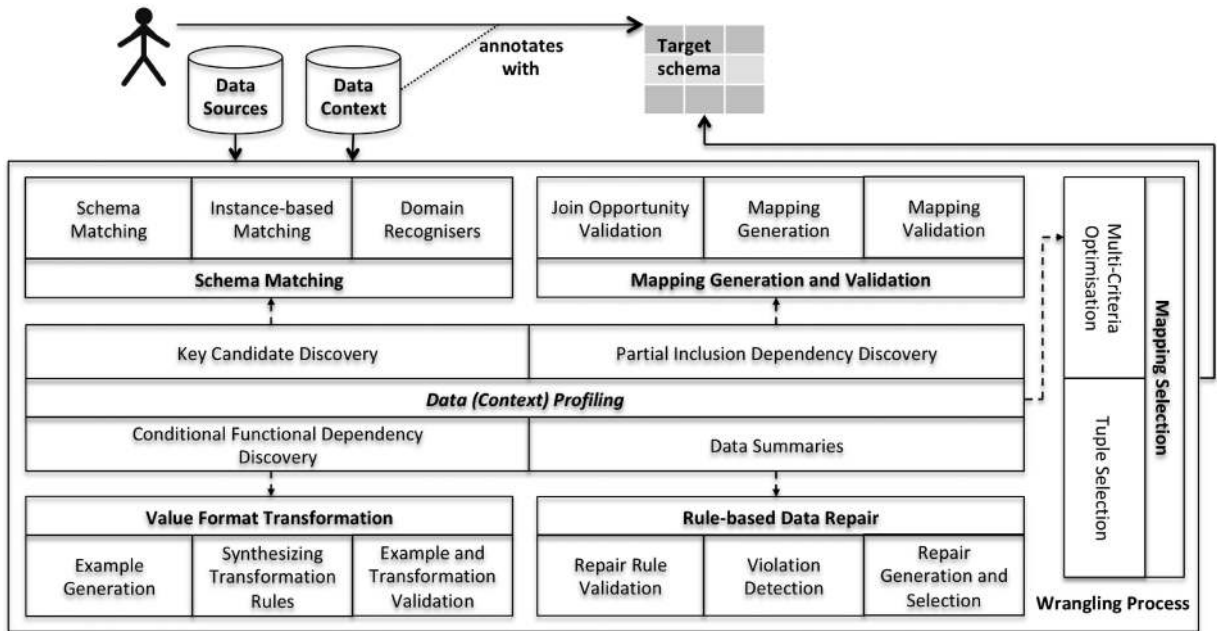 annotates
with
Target
schema
Data
Sources
Data
Context
Schema
Matching
Instance-based
Matching
Domain
Recognisers
Schema Matching
Join Opportunity
Validation
Mapping
Generation
Mapping
Validation
Mapping Generation and Validation
Key Candidate Discovery
Partial Inclusion Dependency Discovery
Data (Context) Profiling
Conditional Functional Dependency
Discovery
Data Summaries
Value Format Transformation
Example
Generation
Synthesizing
Transformation
Rules
Example and
Transformation
Validation
Rule-based Data Repair
Repair Rule
Validation
Violation
Detection
Repair
Generation and
Selection
Multi-Criteria
Optimisation
Tuple Selection
Mapping Selection
Wrangling Process